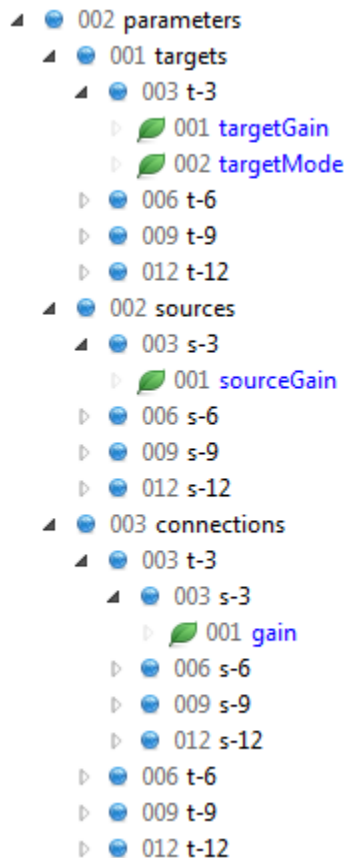 002 parameters
001 targets
003 t-3
001 targetGain
002 targetMode
006 t-6
009 t-9
012 t-12
002 sources
003 s-3
001 sourceGain
006 s-6
009 s-9
012 s-12
003 connections
003 t-3
003 s-3
001 gain
006 s-6
009 s-9
012 s-12
006 t-6
009 t-9
012 t-12